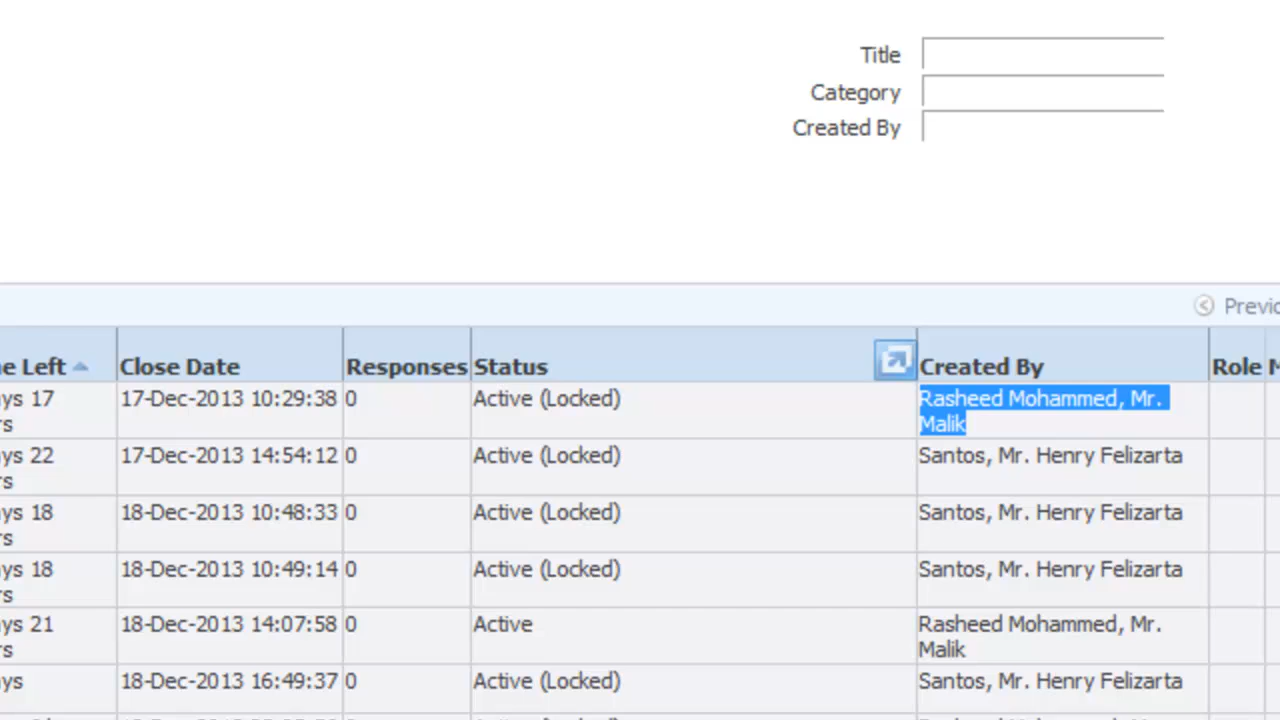 Title
Category
Created By
Previo
e Left Close Date Responses Status Created By Role M
ys 17 17-Dec-2013 10:29:38 0 Active (Locked) Rasheed Mohammed, Mr.
rs Malik
ys 22 17-Dec-2013 14:54:12 0 Active (Locked) Santos, Mr. Henry Felizarta
rs
ys 18 18-Dec-2013 10:48:33 0 Active (Locked) Santos, Mr. Henry Felizarta
rs
ys 18 18-Dec-2013 10:49:14 0 Active (Locked) Santos, Mr. Henry Felizarta
rs
ys 21 18-Dec-2013 14:07:58 0 Active Rasheed Mohammed, Mr.
rs Malik
ys 18-Dec-2013 16:49:37 0 Active (Locked) Santos, Mr. Henry Felizarta